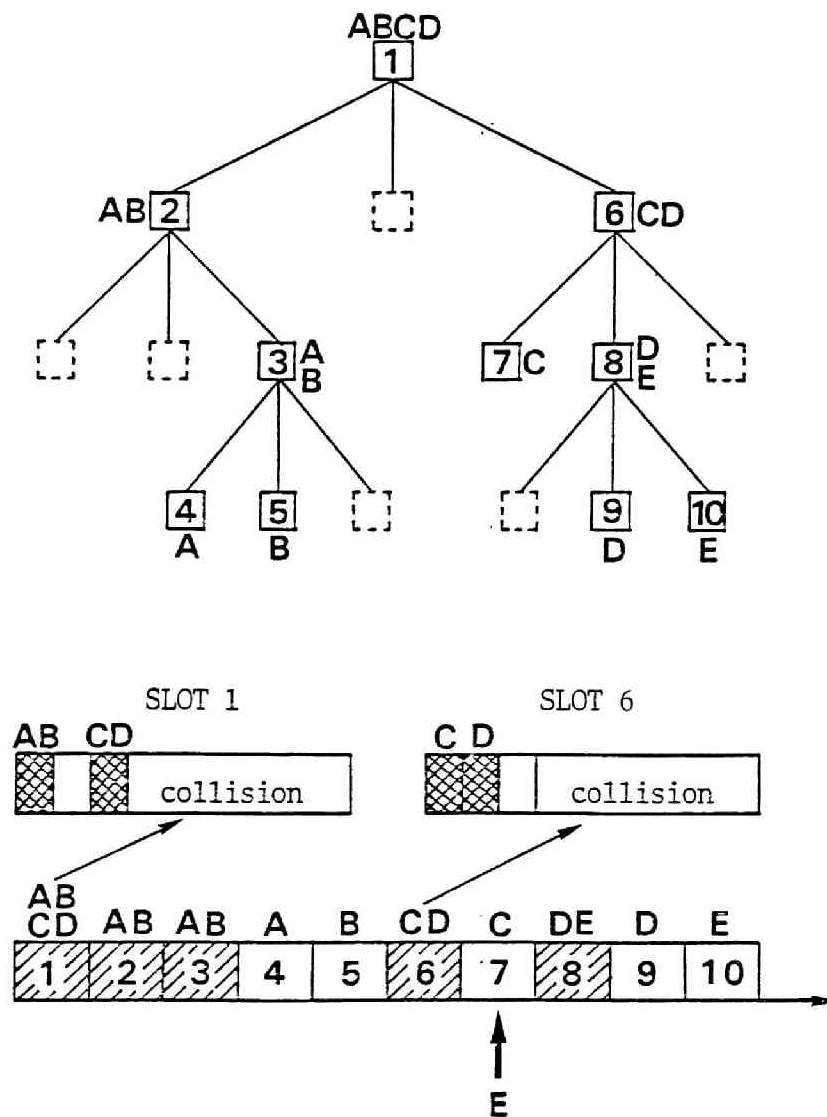 ABCD
1
AB 2 6 CD
3 A B 7 C 8 D E
4 5 9 10
A B D E
SLOT 1 SLOT 6
AB CD C D
collision collision
AB
CD AB AB A B CD C DE D E
1 2 3 4 5 6 7 8 9 10
E